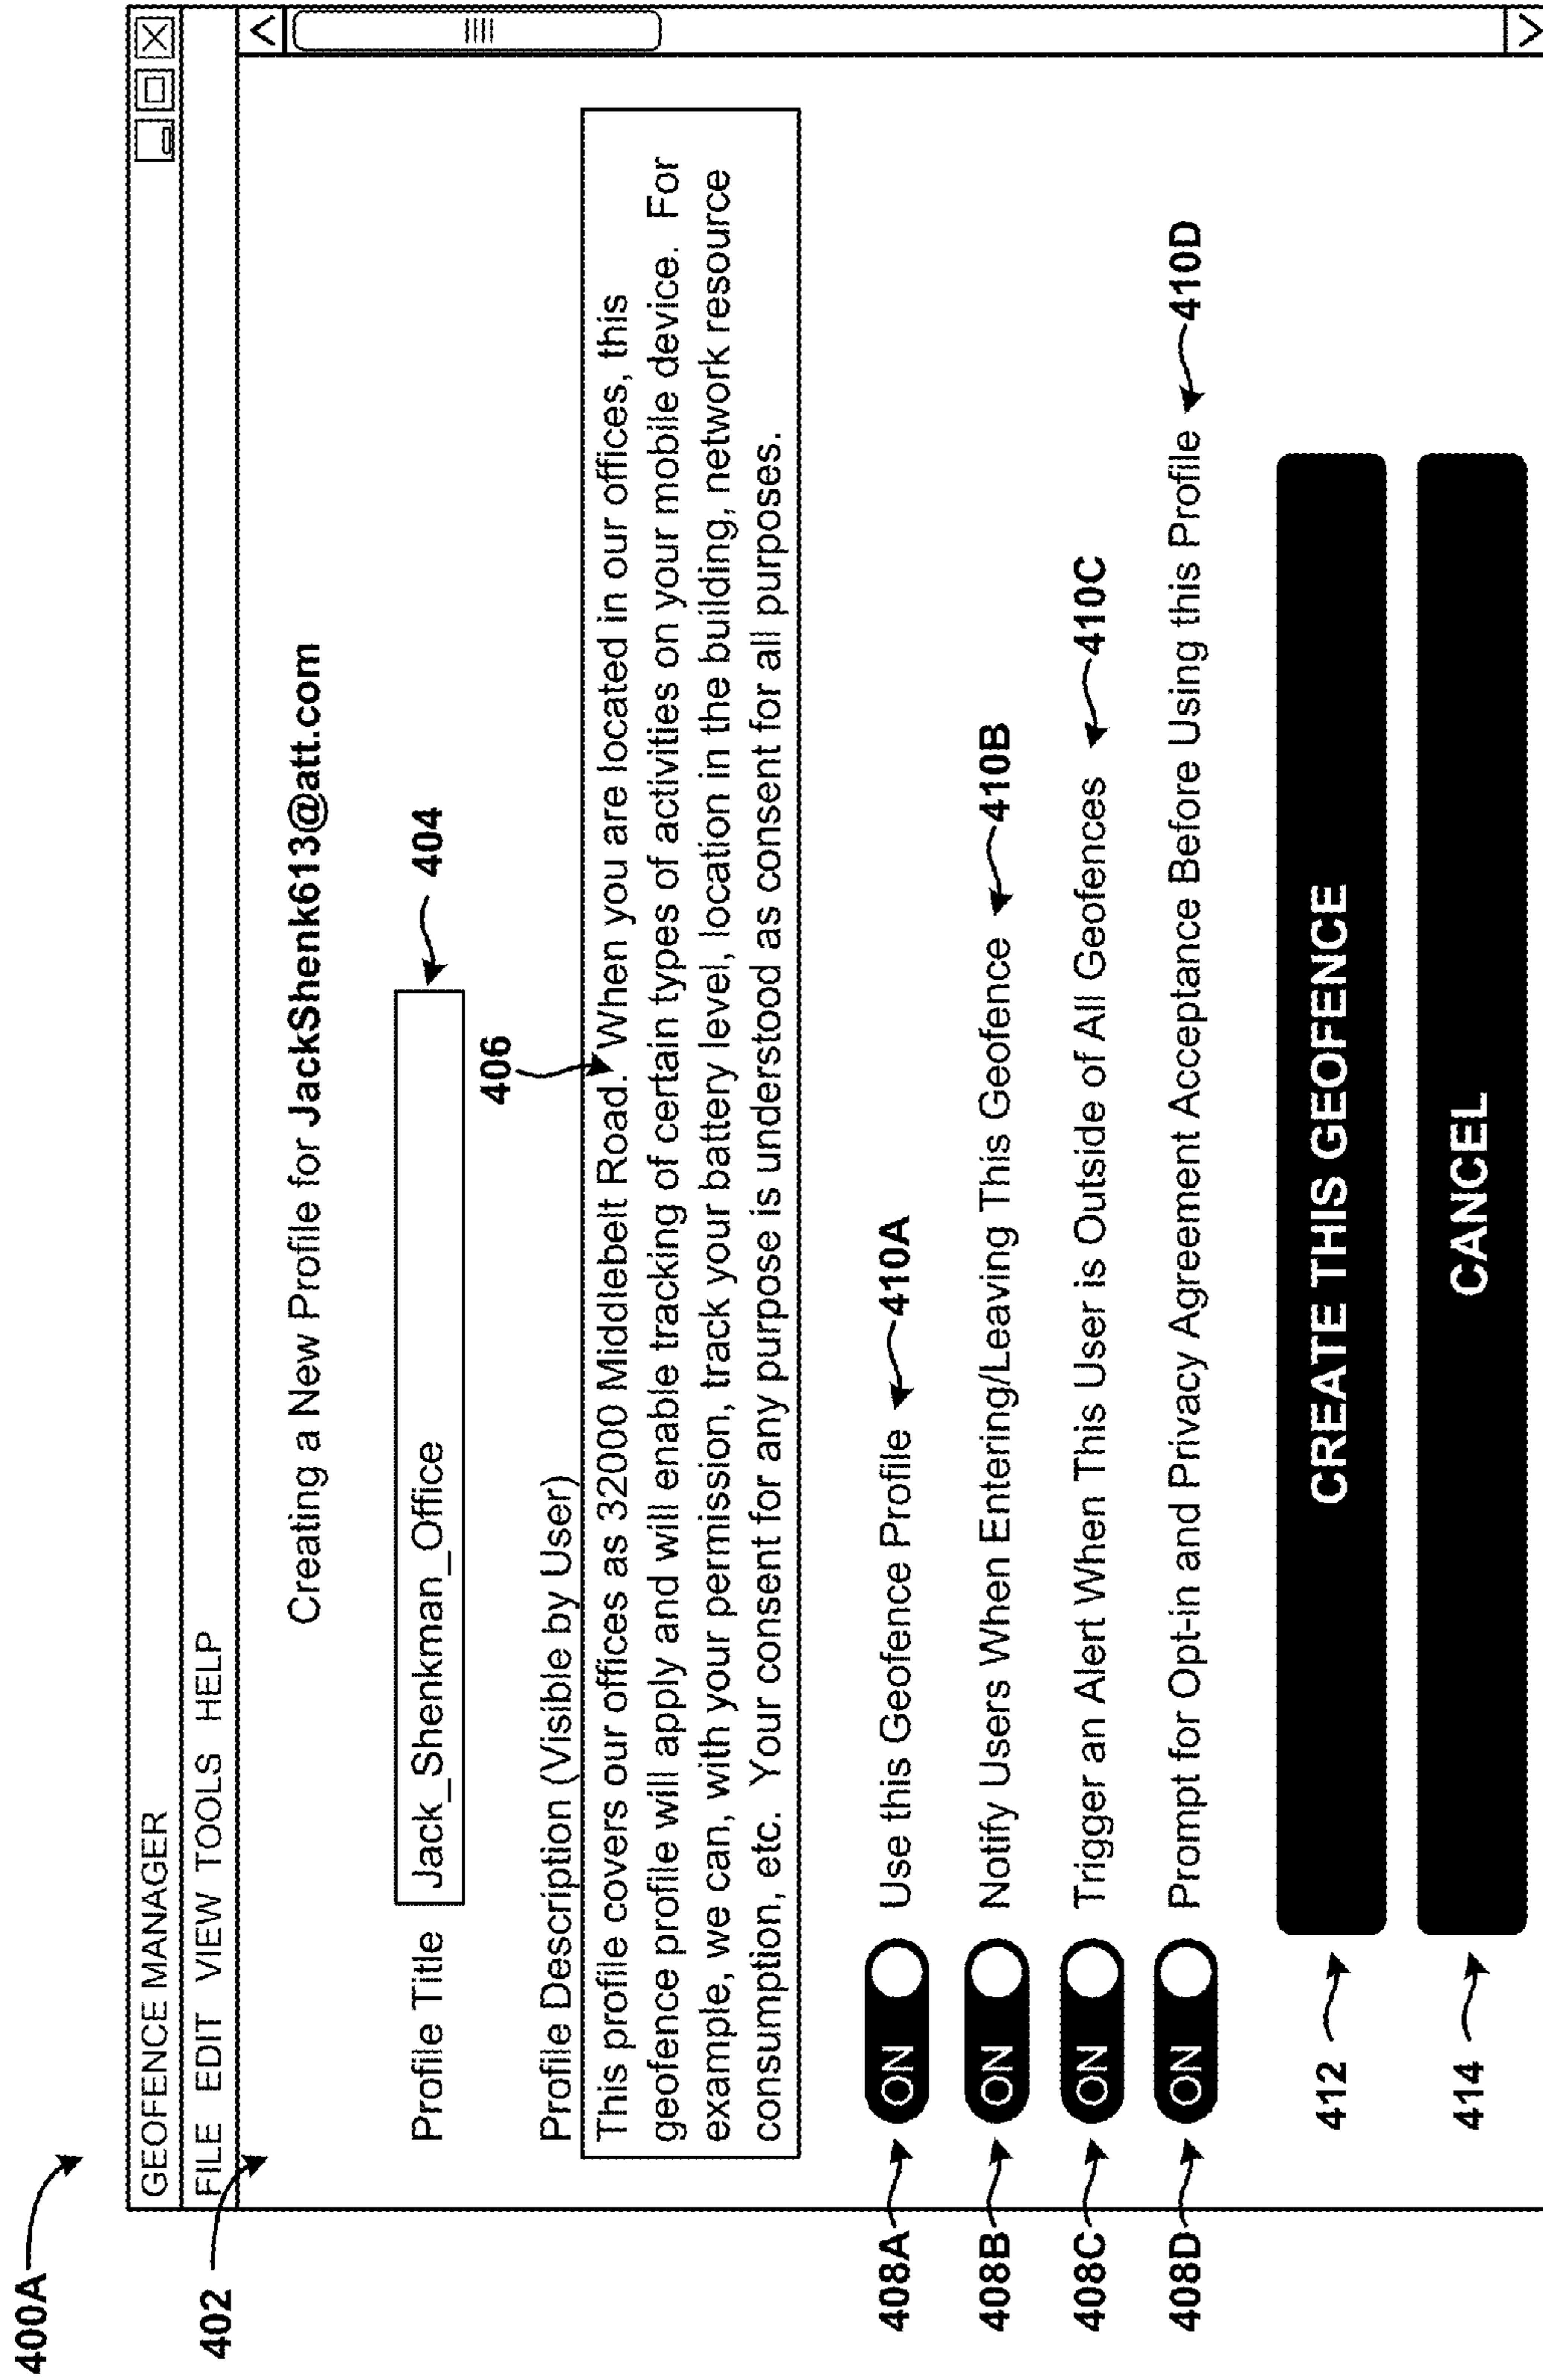 400A
GEOFENCE MANAGER
FILE EDIT VIEW TOOLS HELP
402
Creating a New Profile for JackShenk613@att.com
Profile Title Jack_Shenkman_Office 404
406
Profile Description (Visible by User)
This profile covers our offices as 32000 Middlebelt Road. When you are located in our offices, this
geofence profile will apply and will enable tracking of certain types of activities on your mobile device. For
example, we can, with your permission, track your battery level, location in the building, network resource
consumption, etc. Your consent for any purpose is understood as consent for all purposes.
408A ON Use this Geofence Profile 410A
408B ON Notify Users When Entering/Leaving This Geofence 410B
408C ON Trigger an Alert When This User is Outside of All Geofences 410C
408D ON Prompt for Opt-in and Privacy Agreement Acceptance Before Using this Profile 410D
412 CREATE THIS GEOFENCE
414 CANCEL